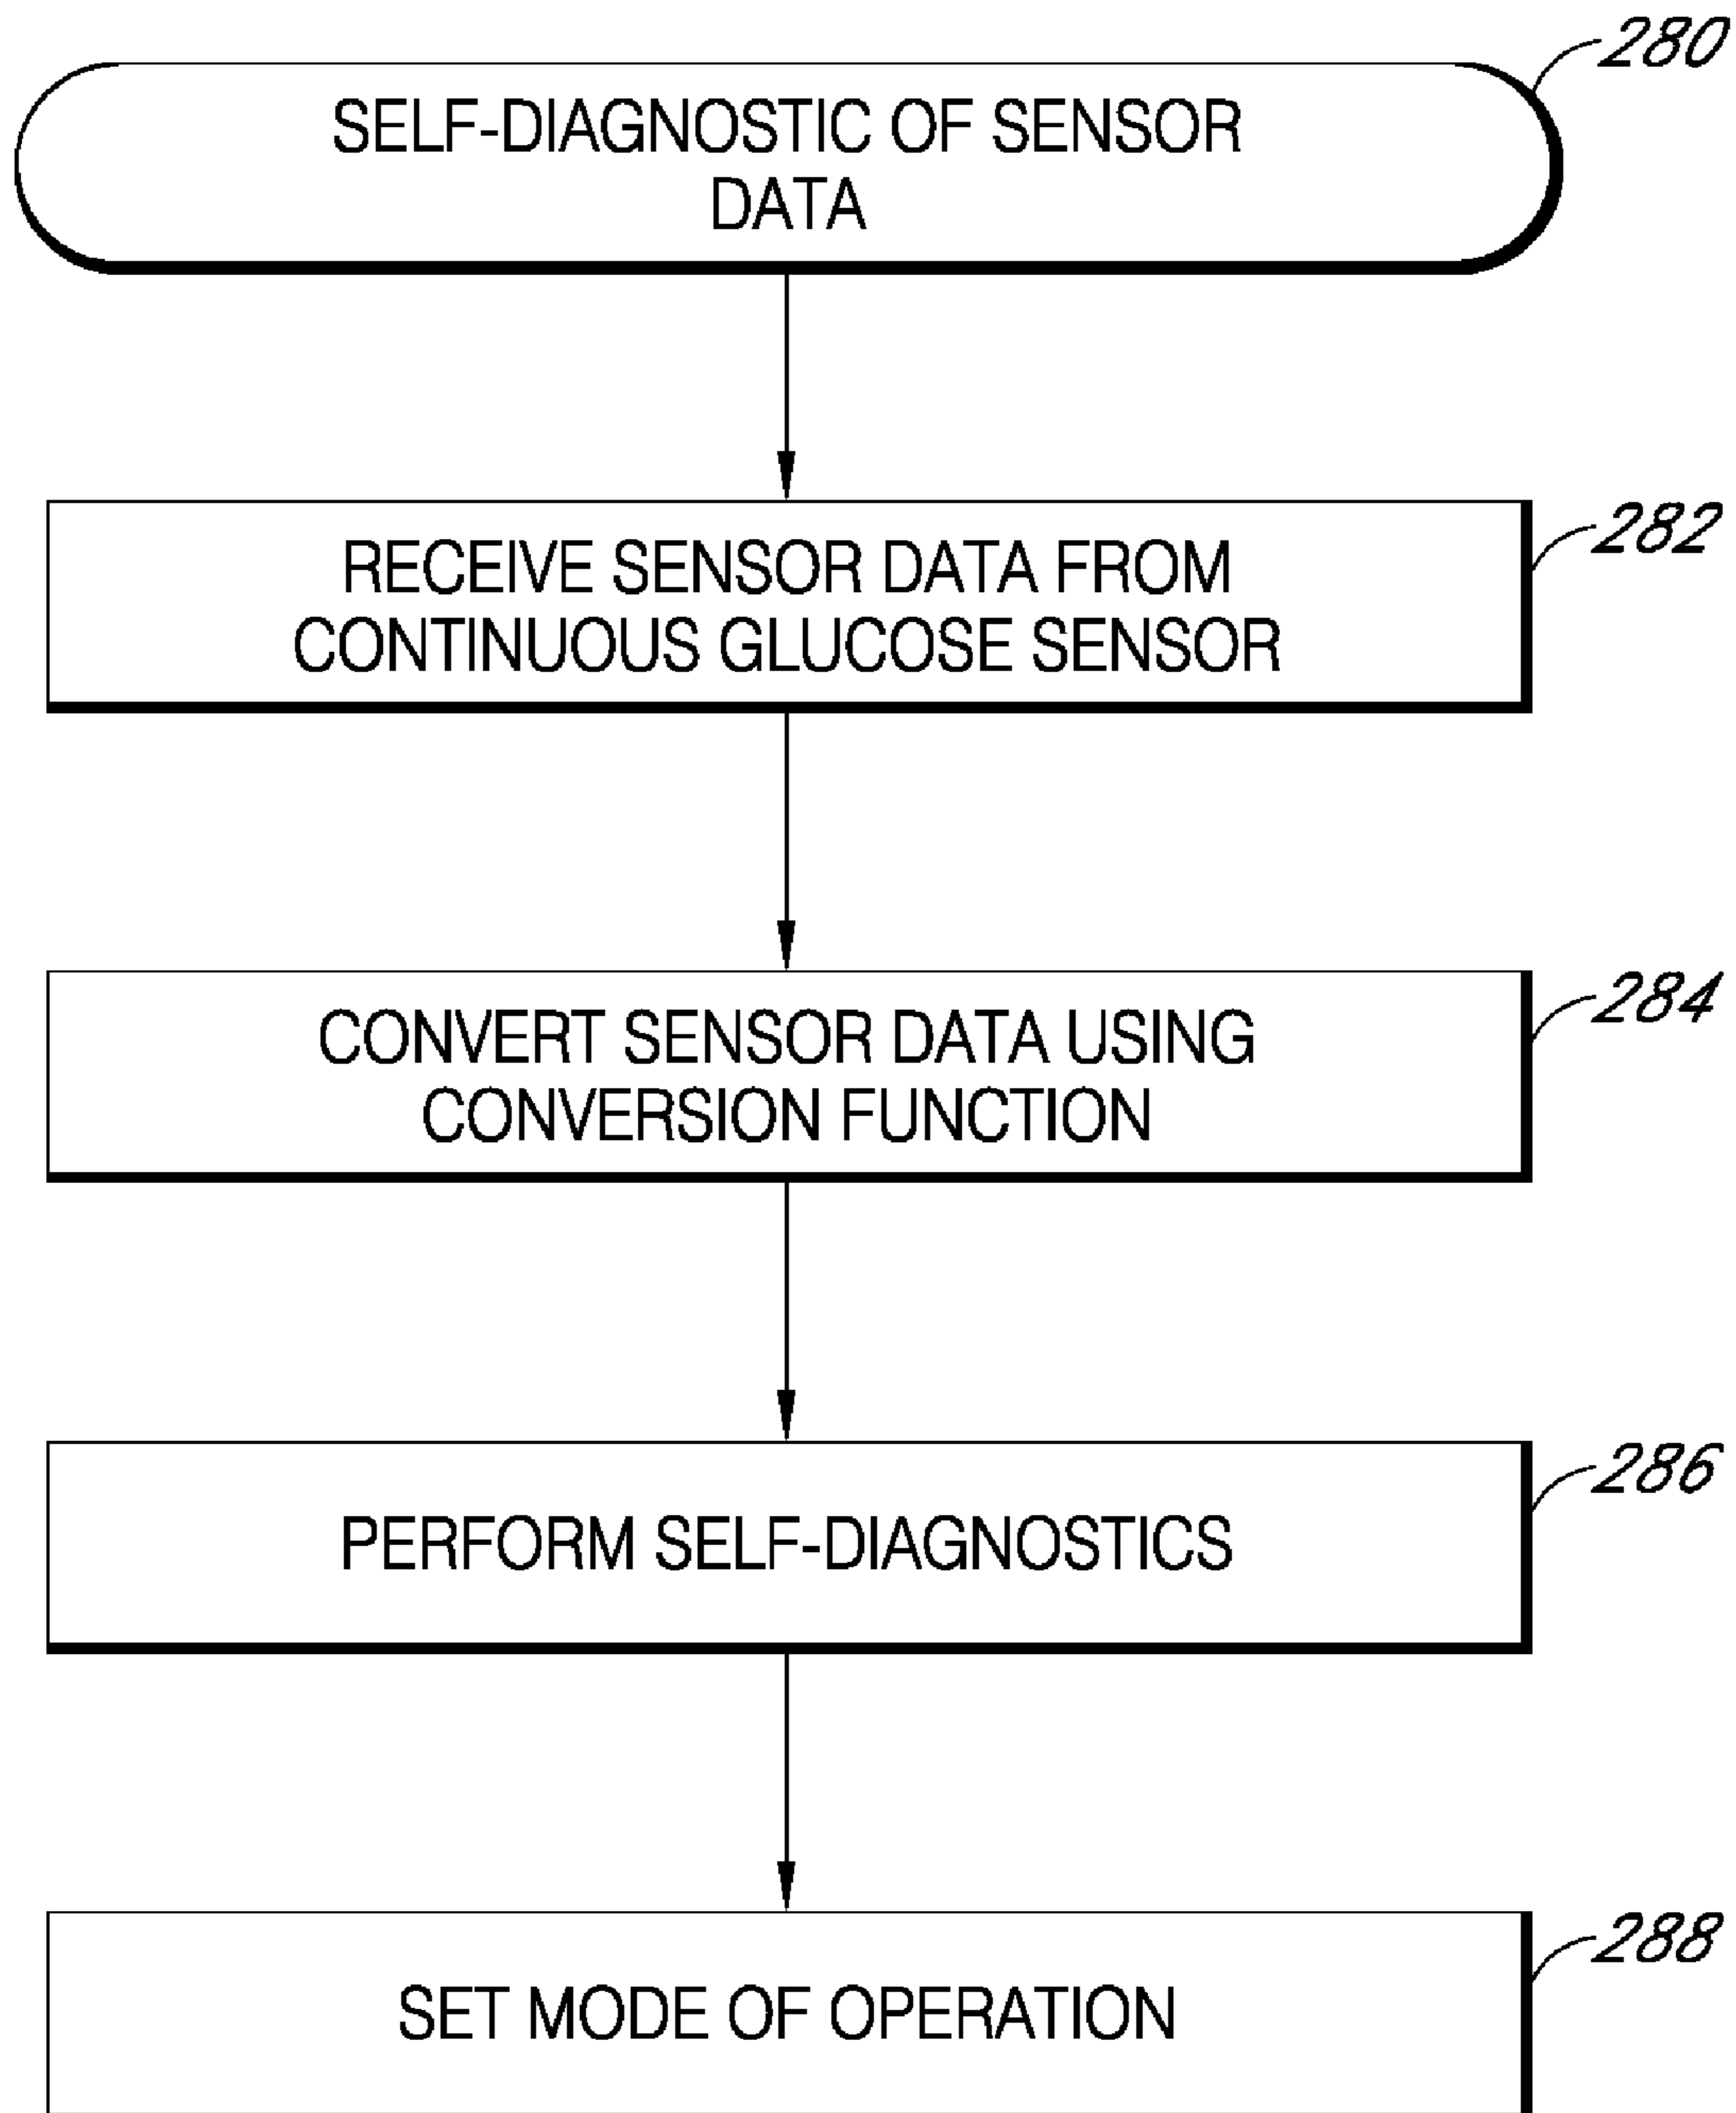 280
SELF-DIAGNOSTIC OF SENSOR
DATA
282
RECEIVE SENSOR DATA FROM
CONTINUOUS GLUCOSE SENSOR
284
CONVERT SENSOR DATA USING
CONVERSION FUNCTION
286
PERFORM SELF-DIAGNOSTICS
288
SET MODE OF OPERATION